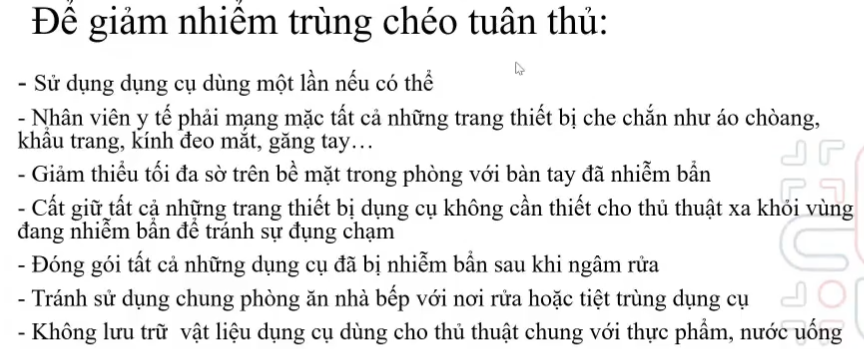 Để giảm nhiễm trùng chéo tuân thủ:
- Sử dụng dụng cụ dùng một lần nếu có thể
- Nhân viên y tế phải mang mặc tất cả những trang thiết bị che chắn như áo chòang,
khẩu trang, kính đeo mắt, găng tay…
- Giảm thiểu tối đa sờ trên bề mặt trong phòng với bàn tay đã nhiễm bẩn
- Cất giữ tất cả những trang thiết bị dụng cụ không cần thiết cho thủ thuật xa khỏi vùng
đang nhiễm bẩn để tránh sự đụng chạm
- Đóng gói tất cả những dụng cụ đã bị nhiễm bẩn sau khi ngâm rửa
- Tránh sử dụng chung phòng ăn nhà bếp với nơi rửa hoặc tiệt trùng dụng cụ
- Không lưu trữ vật liệu dụng cụ dùng cho thủ thuật chung với thực phẩm, nước uống